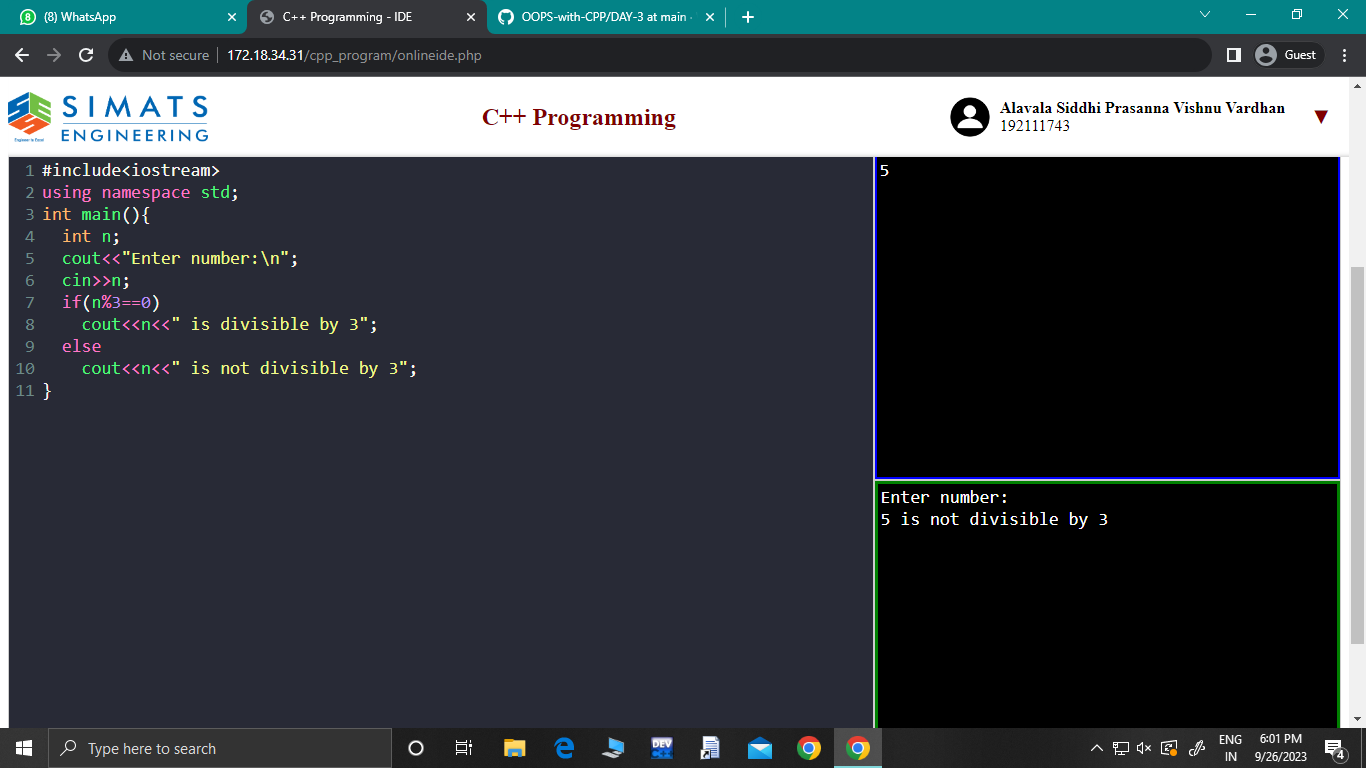 (8) WhatsApp
C++ Programming - IDE
OOPS-with-CPP/DAY-3 at main
Not secure
172.18.34.31/cpp_program/onlineide.php
Guest
SIMATS
ENGINEERING
C++ Programming
Alavala Siddhi Prasanna Vishnu Vardhan
192111743
1 #include<iostream>
2 using namespace std;
3 int main(){
4   int n;
5   cout<<"Enter number:\n";
6   cin>>n;
7   if(n%3==0)
8     cout<<n<<" is divisible by 3";
9   else
10     cout<<n<<" is not divisible by 3";
11 }
5
Enter number:
5 is not divisible by 3
Type here to search
DEV
ENG
IN
6:01 PM
9/26/2023
4